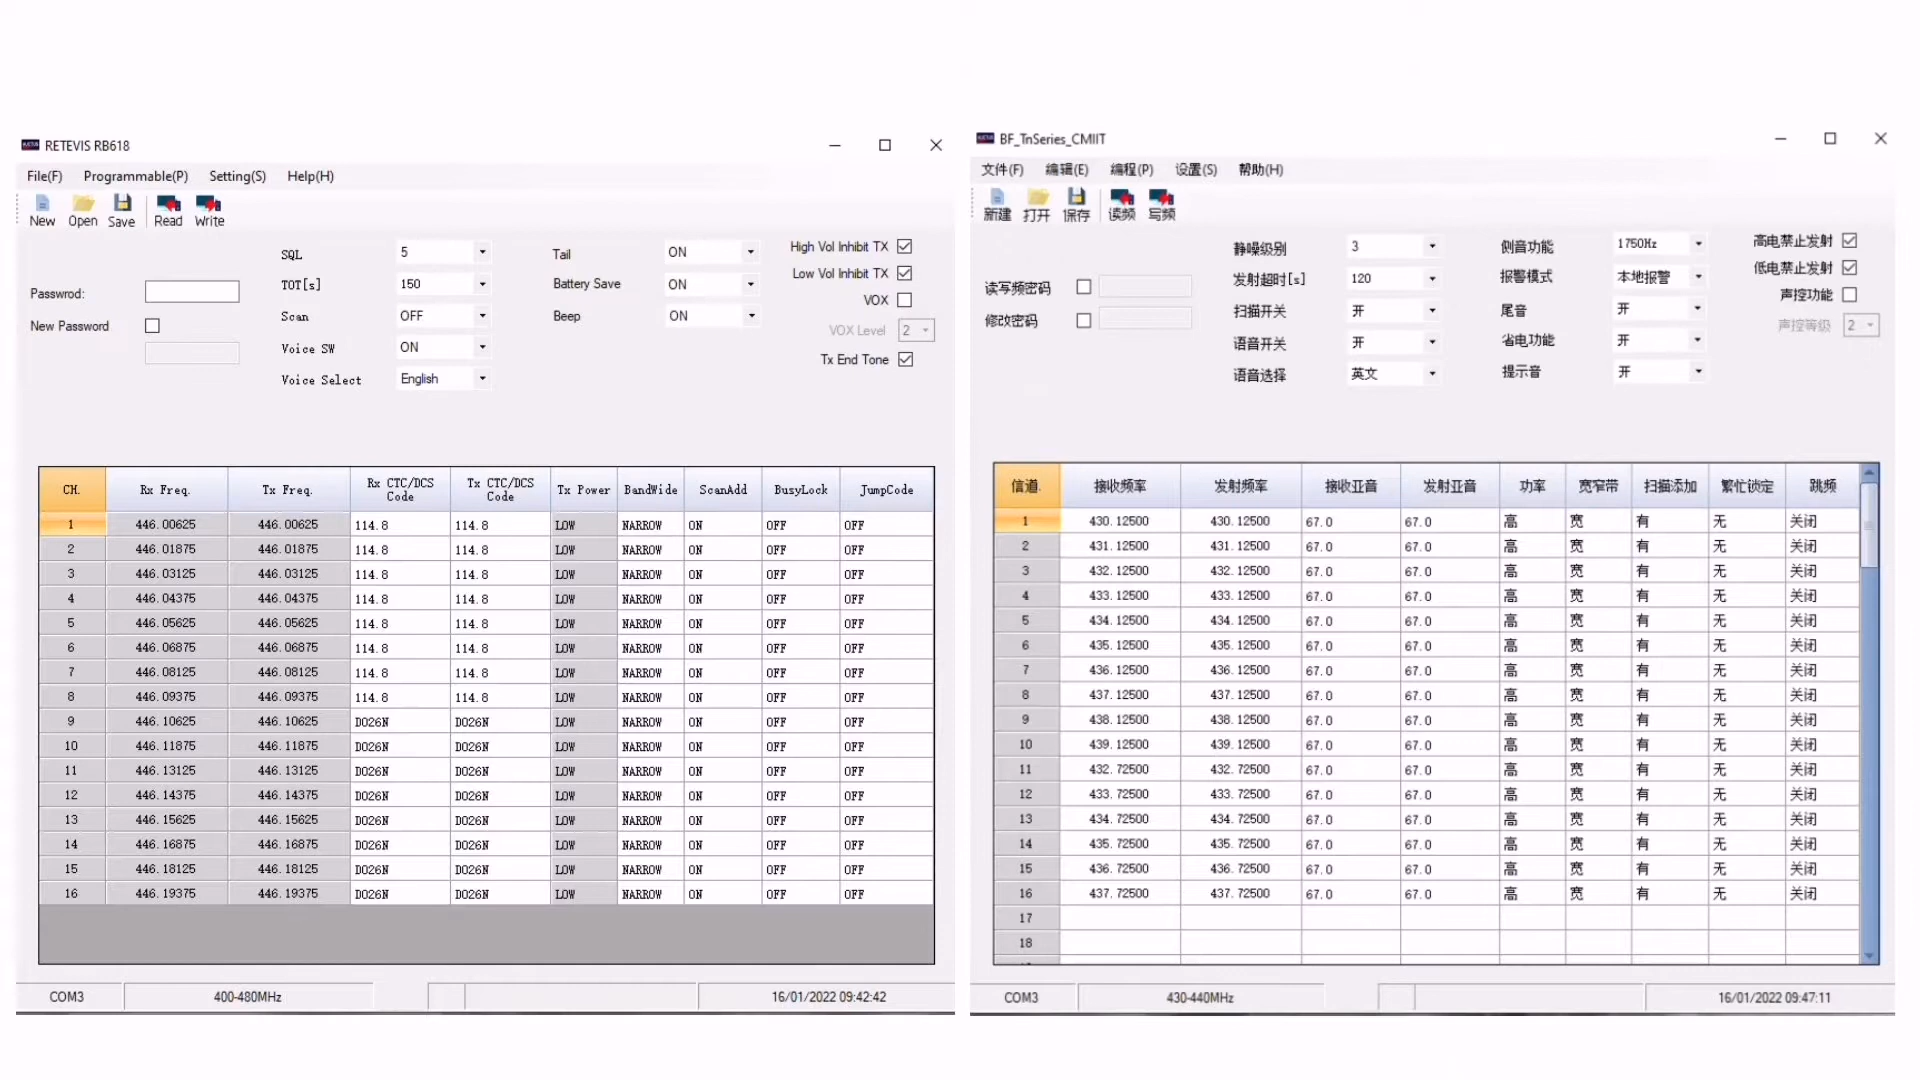 RETEVIS RB618
File(F) Programmable(P) Setting(S) Help(H)
New Open Save Read Write
Passwrod:
New Password
SQL 5
TOT[s] 150
Scan OFF
Voice SW ON
Voice Select English
Tail ON
Battery Save ON
Beep ON
High Vol Inhibit TX
Low Vol Inhibit TX
VOX
VOX Level 2
Tx End Tone
CH. Rx Freq. Tx Freq. Rx CTC/DCS Code Tx CTC/DCS Code Tx Power BandWide ScanAdd BusyLock JumpCode
1 446.00625 446.00625 114.8 114.8 LOW NARROW ON OFF OFF
2 446.01875 446.01875 114.8 114.8 LOW NARROW ON OFF OFF
3 446.03125 446.03125 114.8 114.8 LOW NARROW ON OFF OFF
4 446.04375 446.04375 114.8 114.8 LOW NARROW ON OFF OFF
5 446.05625 446.05625 114.8 114.8 LOW NARROW ON OFF OFF
6 446.06875 446.06875 114.8 114.8 LOW NARROW ON OFF OFF
7 446.08125 446.08125 114.8 114.8 LOW NARROW ON OFF OFF
8 446.09375 446.09375 114.8 114.8 LOW NARROW ON OFF OFF
9 446.10625 446.10625 D026N D026N LOW NARROW ON OFF OFF
10 446.11875 446.11875 D026N D026N LOW NARROW ON OFF OFF
11 446.13125 446.13125 D026N D026N LOW NARROW ON OFF OFF
12 446.14375 446.14375 D026N D026N LOW NARROW ON OFF OFF
13 446.15625 446.15625 D026N D026N LOW NARROW ON OFF OFF
14 446.16875 446.16875 D026N D026N LOW NARROW ON OFF OFF
15 446.18125 446.18125 D026N D026N LOW NARROW ON OFF OFF
16 446.19375 446.19375 D026N D026N LOW NARROW ON OFF OFF
COM3 400-480MHz 16/01/2022 09:42:42
BF_TnSeries_CMIIT
文件(F) 编辑(E) 编程(P) 设置(S) 帮助(H)
新建 打开 保存 读频 写频
读写频密码
修改密码
静噪级别 3
发射超时[s] 120
扫描开关 开
语音开关 开
语音选择 英文
侧音功能 1750Hz
报警模式 本地报警
尾音 开
省电功能 开
提示音 开
高电禁止发射
低电禁止发射
声控功能
声控等级 2
信道. 接收频率 发射频率 接收亚音 发射亚音 功率 宽窄带 扫描添加 繁忙锁定 跳频
1 430.12500 430.12500 67.0 67.0 高 宽 有 无 关闭
2 431.12500 431.12500 67.0 67.0 高 宽 有 无 关闭
3 432.12500 432.12500 67.0 67.0 高 宽 有 无 关闭
4 433.12500 433.12500 67.0 67.0 高 宽 有 无 关闭
5 434.12500 434.12500 67.0 67.0 高 宽 有 无 关闭
6 435.12500 435.12500 67.0 67.0 高 宽 有 无 关闭
7 436.12500 436.12500 67.0 67.0 高 宽 有 无 关闭
8 437.12500 437.12500 67.0 67.0 高 宽 有 无 关闭
9 438.12500 438.12500 67.0 67.0 高 宽 有 无 关闭
10 439.12500 439.12500 67.0 67.0 高 宽 有 无 关闭
11 432.72500 432.72500 67.0 67.0 高 宽 有 无 关闭
12 433.72500 433.72500 67.0 67.0 高 宽 有 无 关闭
13 434.72500 434.72500 67.0 67.0 高 宽 有 无 关闭
14 435.72500 435.72500 67.0 67.0 高 宽 有 无 关闭
15 436.72500 436.72500 67.0 67.0 高 宽 有 无 关闭
16 437.72500 437.72500 67.0 67.0 高 宽 有 无 关闭
17
18
COM3 430-440MHz 16/01/2022 09:47:11